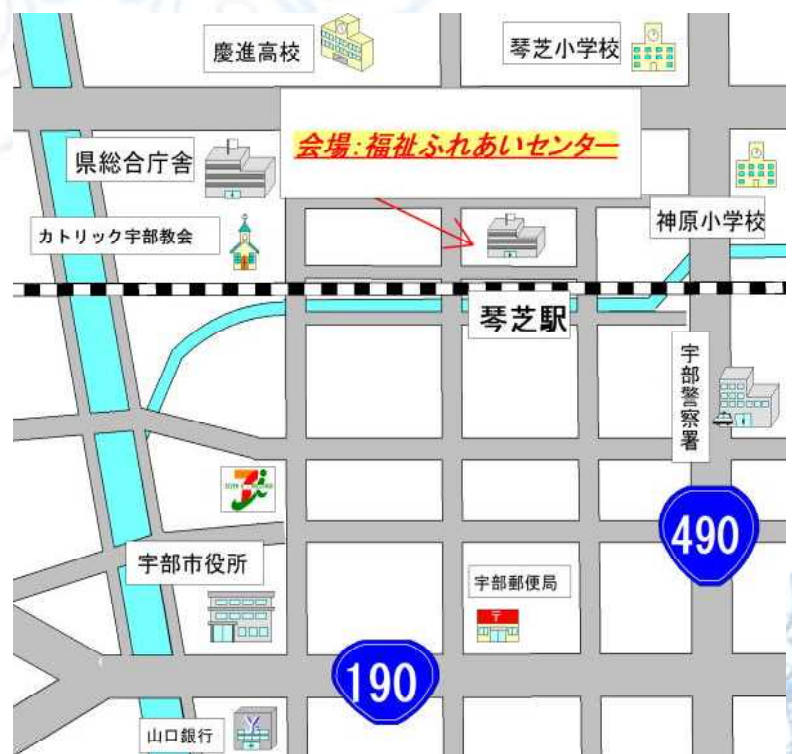 慶進高校
琴芝小学校
会場：福祉ふれあいセンター
県総合庁舎
カトリック宇部教会
神原小学校
琴芝駅
宇部警察署
490
宇部市役所
宇部郵便局
〒
190
山口銀行